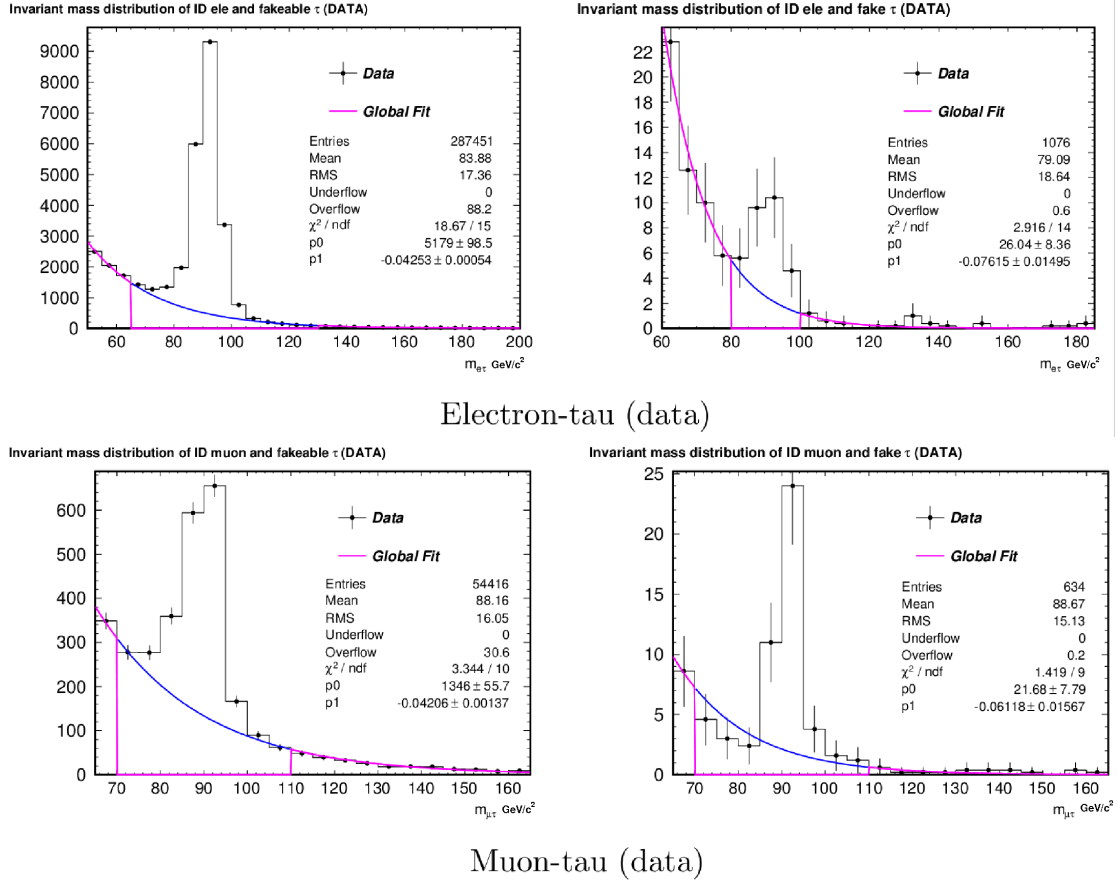 Invariant mass distribution of ID ele and fakeable τ (DATA)
9000
8000
7000
6000
5000
4000
3000
2000
1000
0
Data
Global Fit
Entries 287451
Mean 83.88
RMS 17.36
Underflow 0
Overflow 88.2
χ² / ndf 18.67 / 15
p0 5179 ± 98.5
p1 -0.04253 ± 0.00054
60 80 100 120 140 160 180 200
m_eτ GeV/c²
Invariant mass distribution of ID ele and fake τ (DATA)
22
20
18
16
14
12
10
8
6
4
2
0
Data
Global Fit
Entries 1076
Mean 79.09
RMS 18.64
Underflow 0
Overflow 0.6
χ² / ndf 2.916 / 14
p0 26.04 ± 8.36
p1 -0.07615 ± 0.01495
60 80 100 120 140 160 180
m_eτ GeV/c²
Electron-tau (data)
Invariant mass distribution of ID muon and fakeable τ (DATA)
600
500
400
300
200
100
0
Data
Global Fit
Entries 54416
Mean 88.16
RMS 16.05
Underflow 0
Overflow 30.6
χ² / ndf 3.344 / 10
p0 1346 ± 55.7
p1 -0.04206 ± 0.00137
70 80 90 100 110 120 130 140 150 160
m_μτ GeV/c²
Invariant mass distribution of ID muon and fake τ (DATA)
25
20
15
10
5
0
Data
Global Fit
Entries 634
Mean 88.67
RMS 15.13
Underflow 0
Overflow 0.2
χ² / ndf 1.419 / 9
p0 21.68 ± 7.79
p1 -0.06118 ± 0.01567
70 80 90 100 110 120 130 140 150 160
m_μτ GeV/c²
Muon-tau (data)